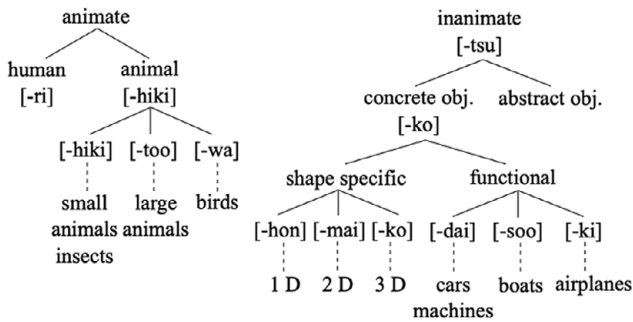 animate
human animal
[-ri] [-hiki]
[-hiki] [-too] [-wa]
small large birds
animals animals
insects
inanimate
[-tsu]
concrete obj. abstract obj.
[-ko]
shape specific functional
[-hon] [-mai] [-ko] [-dai] [-soo] [-ki]
1 D 2 D 3 D cars boats airplanes
machines